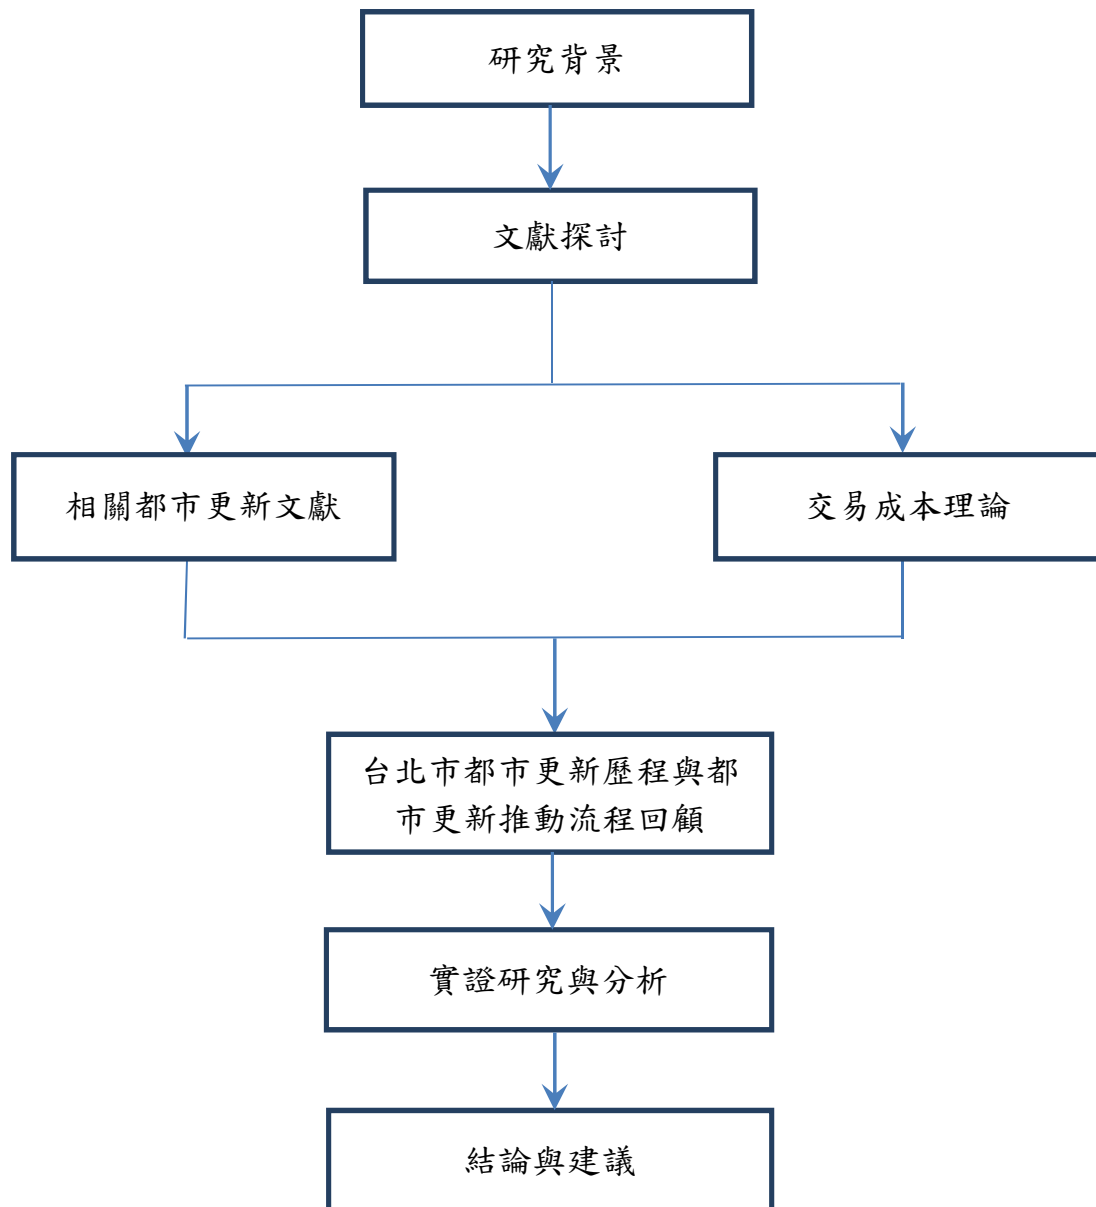 研究背景
文獻探討
相關都市更新文獻
交易成本理論
台北市都市更新歷程與都
市更新推動流程回顧
實證研究與分析
結論與建議